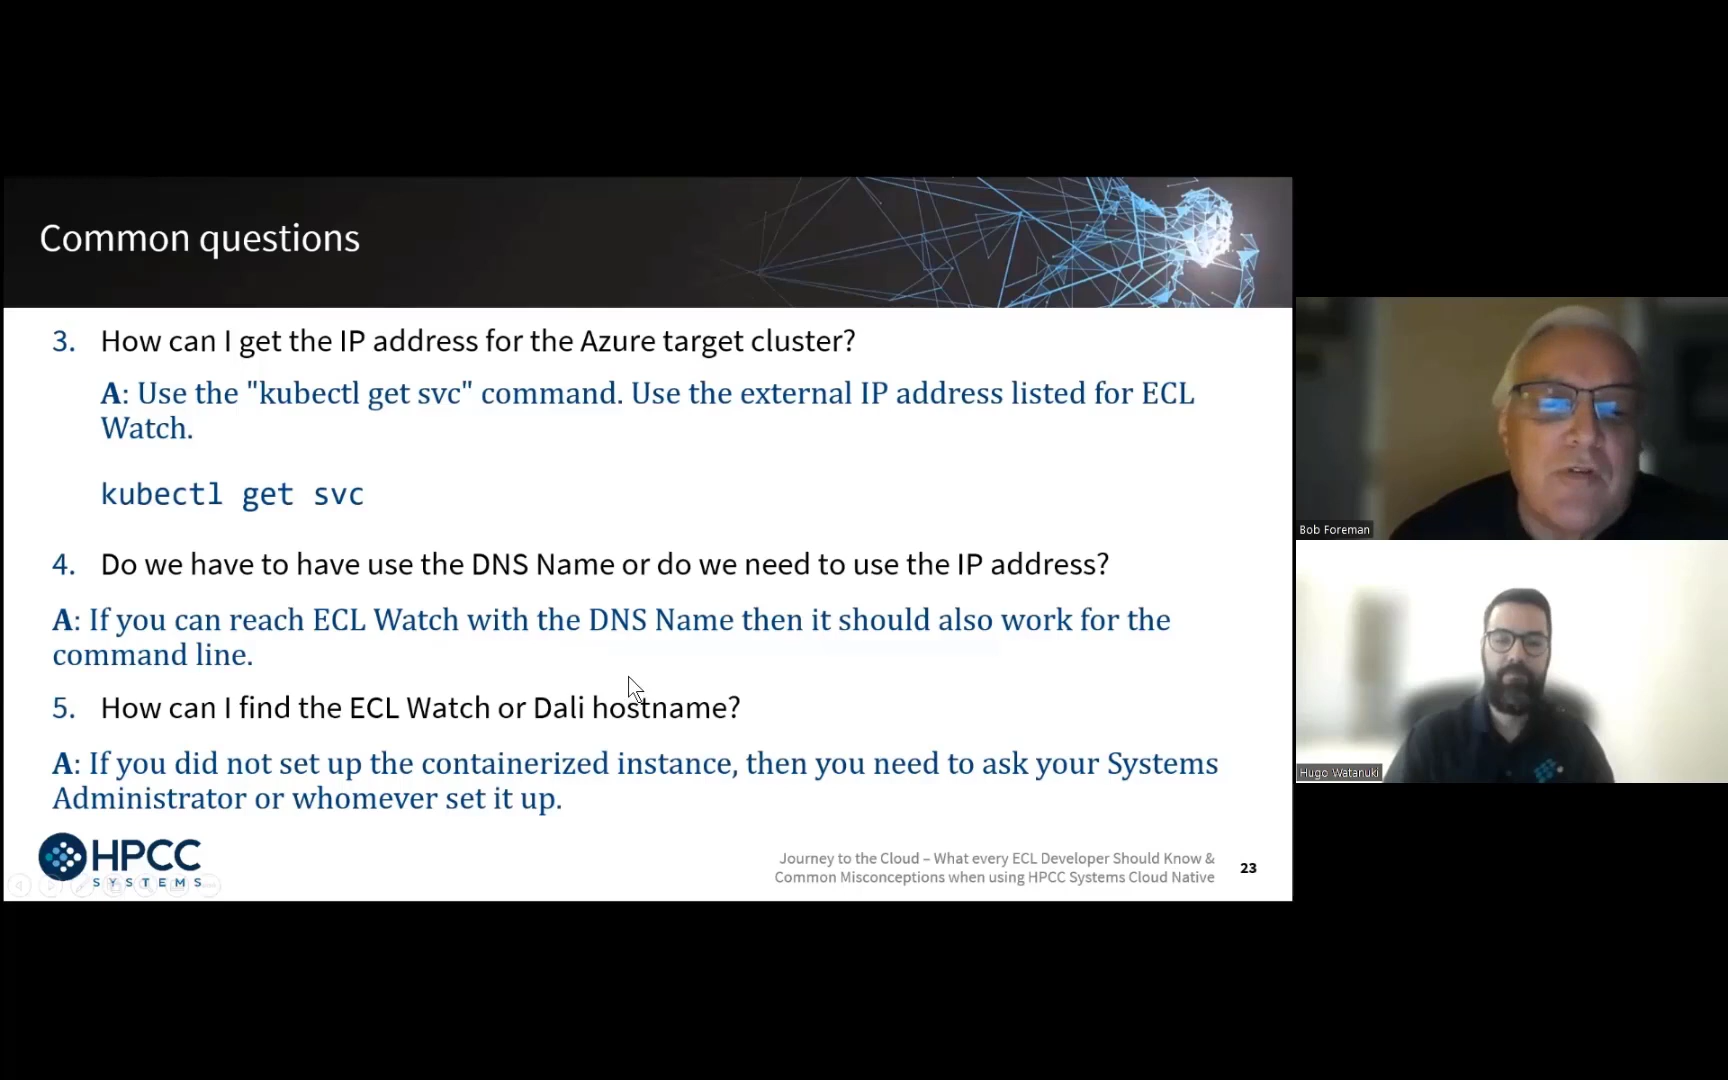 Common questions
3. How can I get the IP address for the Azure target cluster?
A: Use the "kubectl get svc" command. Use the external IP address listed for ECL
Watch.
kubectl get svc
4. Do we have to have use the DNS Name or do we need to use the IP address?
A: If you can reach ECL Watch with the DNS Name then it should also work for the
command line.
5. How can I find the ECL Watch or Dali hostname?
A: If you did not set up the containerized instance, then you need to ask your Systems
Administrator or whomever set it up.
HPCC
SYSTEMS
Journey to the Cloud – What every ECL Developer Should Know &
Common Misconceptions when using HPCC Systems Cloud Native
23
Bob Foreman
Hugo Watanuki